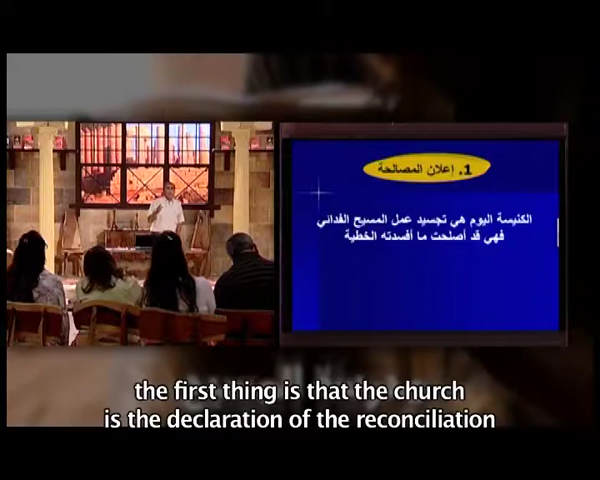 1. إعلان المصالحة
الكنيسة اليوم هي تجسيد عمل المسيح الفدائي
فهي قد أصلحت ما أفسدته الخطية
the first thing is that the church
is the declaration of the reconciliation